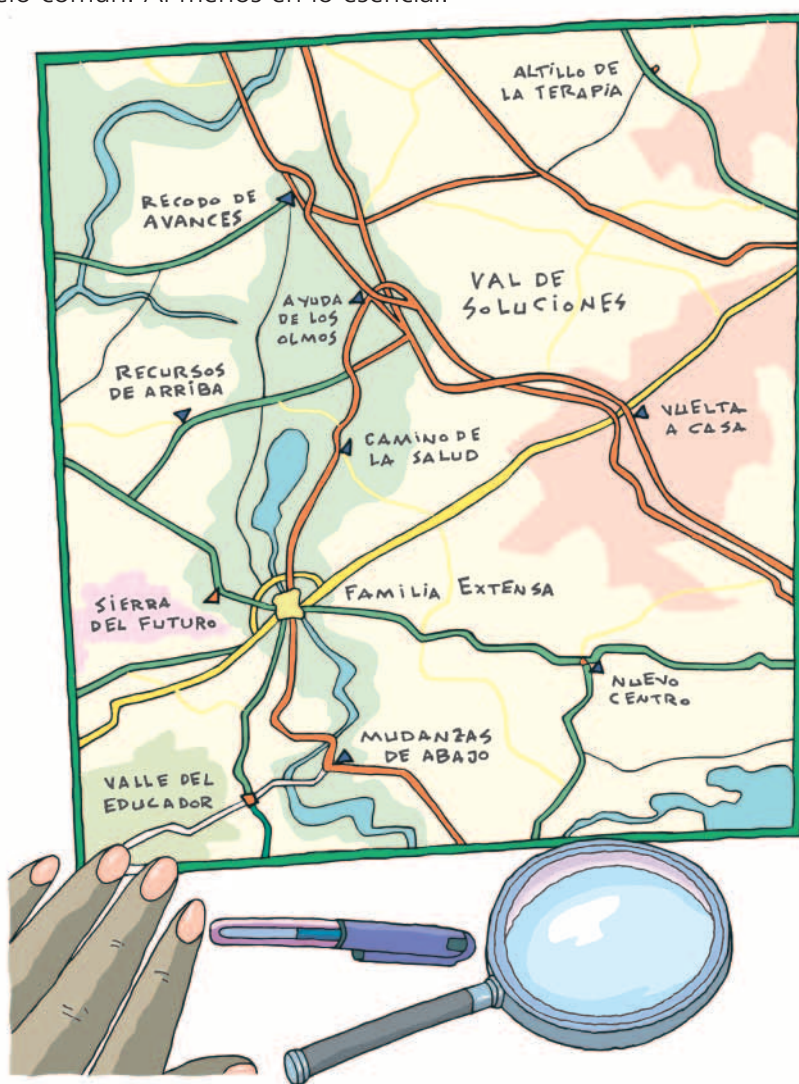 elo común. Al menos en lo esencial.
ALTILLO DE
LA TERAPIA
RECODO DE
AVANCES
VAL DE
SOLUCIONES
AYUDA
DE LOS
OLMOS
RECURSOS
DE ARRIBA
VUELTA
A CASA
CAMINO DE
LA SALUD
FAMILIA EXTENSA
SIERRA
DEL FUTURO
NUEVO
CENTRO
MUDANZAS
DE ABAJO
VALLE DEL
EDUCADOR